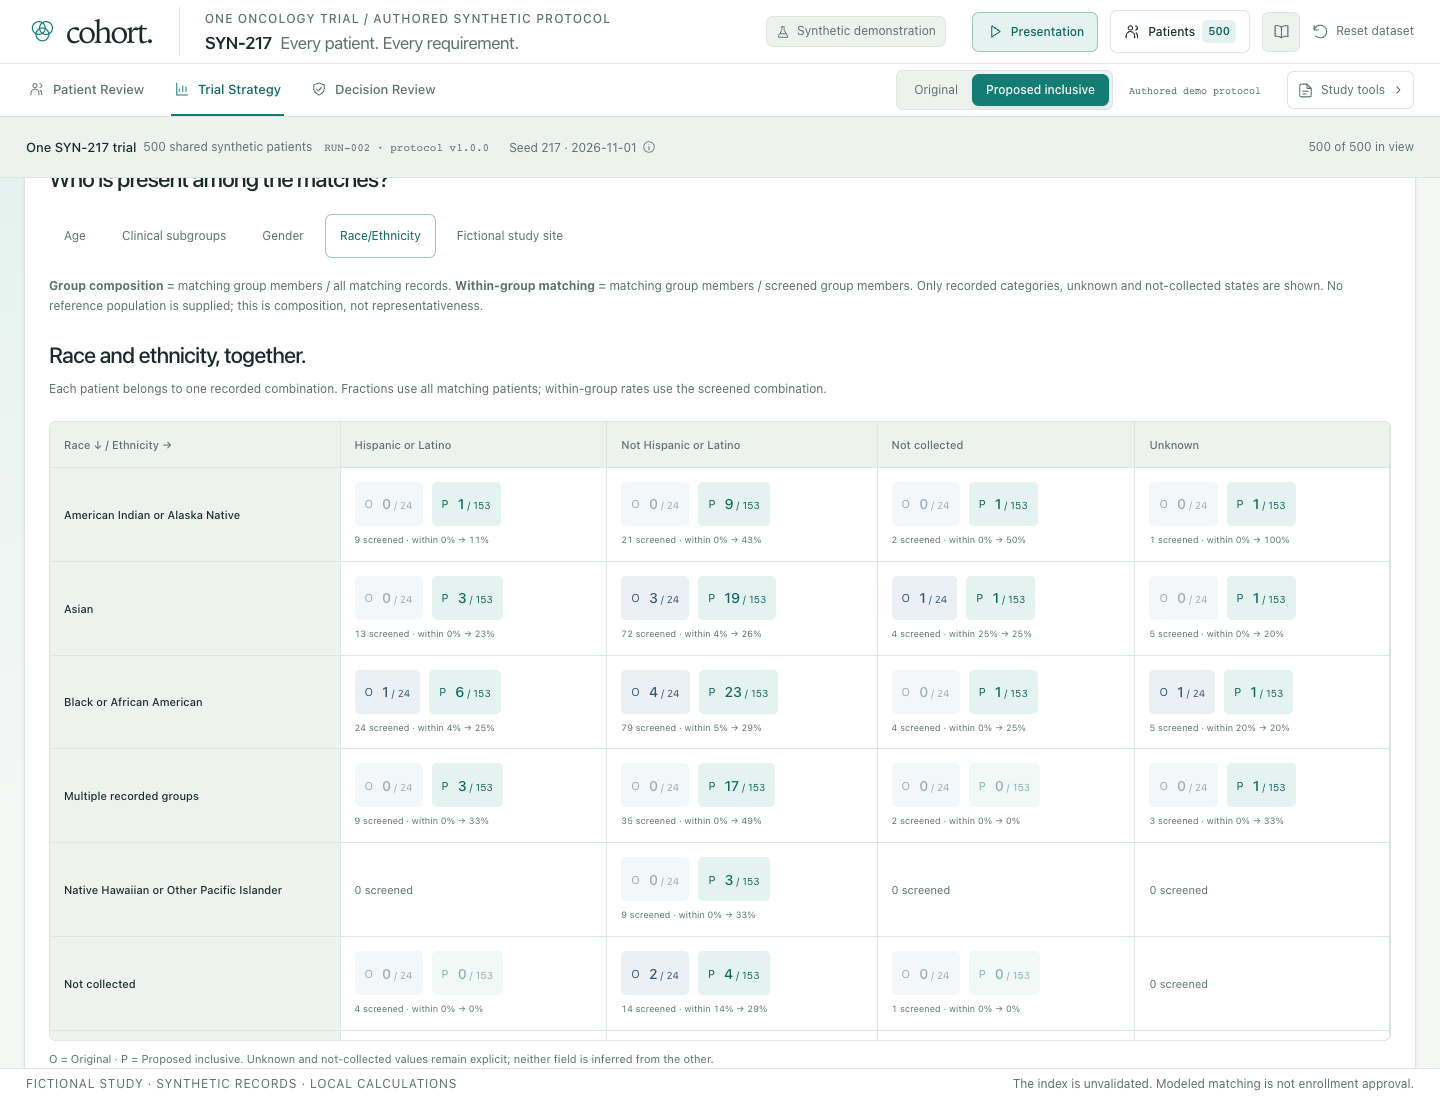 cohort.
ONE ONCOLOGY TRIAL / AUTHORED SYNTHETIC PROTOCOL
SYN-217 Every patient. Every requirement.
Synthetic demonstration
Presentation
Patients 500
Reset dataset
Patient Review
Trial Strategy
Decision Review
Original
Proposed inclusive
Authored demo protocol
Study tools
One SYN-217 trial 500 shared synthetic patients RUN-002 · protocol v1.0.0 Seed 217 · 2026-11-01
500 of 500 in view
Who is present among the matches?
Age
Clinical subgroups
Gender
Race/Ethnicity
Fictional study site
Group composition = matching group members / all matching records. Within-group matching = matching group members / screened group members. Only recorded categories, unknown and not-collected states are shown. No
reference population is supplied; this is composition, not representativeness.
Race and ethnicity, together.
Each patient belongs to one recorded combination. Fractions use all matching patients; within-group rates use the screened combination.
Race ↓ / Ethnicity → Hispanic or Latino Not Hispanic or Latino Not collected Unknown
American Indian or Alaska Native
O 0 / 24 P 1 / 153
9 screened · within 0% → 11%
O 0 / 24 P 9 / 153
21 screened · within 0% → 43%
O 0 / 24 P 1 / 153
2 screened · within 0% → 50%
O 0 / 24 P 1 / 153
1 screened · within 0% → 100%
Asian
O 0 / 24 P 3 / 153
13 screened · within 0% → 23%
O 3 / 24 P 19 / 153
72 screened · within 4% → 26%
O 1 / 24 P 1 / 153
4 screened · within 25% → 25%
O 0 / 24 P 1 / 153
5 screened · within 0% → 20%
Black or African American
O 1 / 24 P 6 / 153
24 screened · within 4% → 25%
O 4 / 24 P 23 / 153
79 screened · within 5% → 29%
O 0 / 24 P 1 / 153
4 screened · within 0% → 25%
O 1 / 24 P 1 / 153
5 screened · within 20% → 20%
Multiple recorded groups
O 0 / 24 P 3 / 153
9 screened · within 0% → 33%
O 0 / 24 P 17 / 153
35 screened · within 0% → 49%
O 0 / 24 P 0 / 153
2 screened · within 0% → 0%
O 0 / 24 P 1 / 153
3 screened · within 0% → 33%
Native Hawaiian or Other Pacific Islander
0 screened
O 0 / 24 P 3 / 153
9 screened · within 0% → 33%
0 screened
0 screened
Not collected
O 0 / 24 P 0 / 153
4 screened · within 0% → 0%
O 2 / 24 P 4 / 153
14 screened · within 14% → 29%
O 0 / 24 P 0 / 153
1 screened · within 0% → 0%
0 screened
O = Original · P = Proposed inclusive. Unknown and not-collected values remain explicit; neither field is inferred from the other.
FICTIONAL STUDY · SYNTHETIC RECORDS · LOCAL CALCULATIONS
The index is unvalidated. Modeled matching is not enrollment approval.